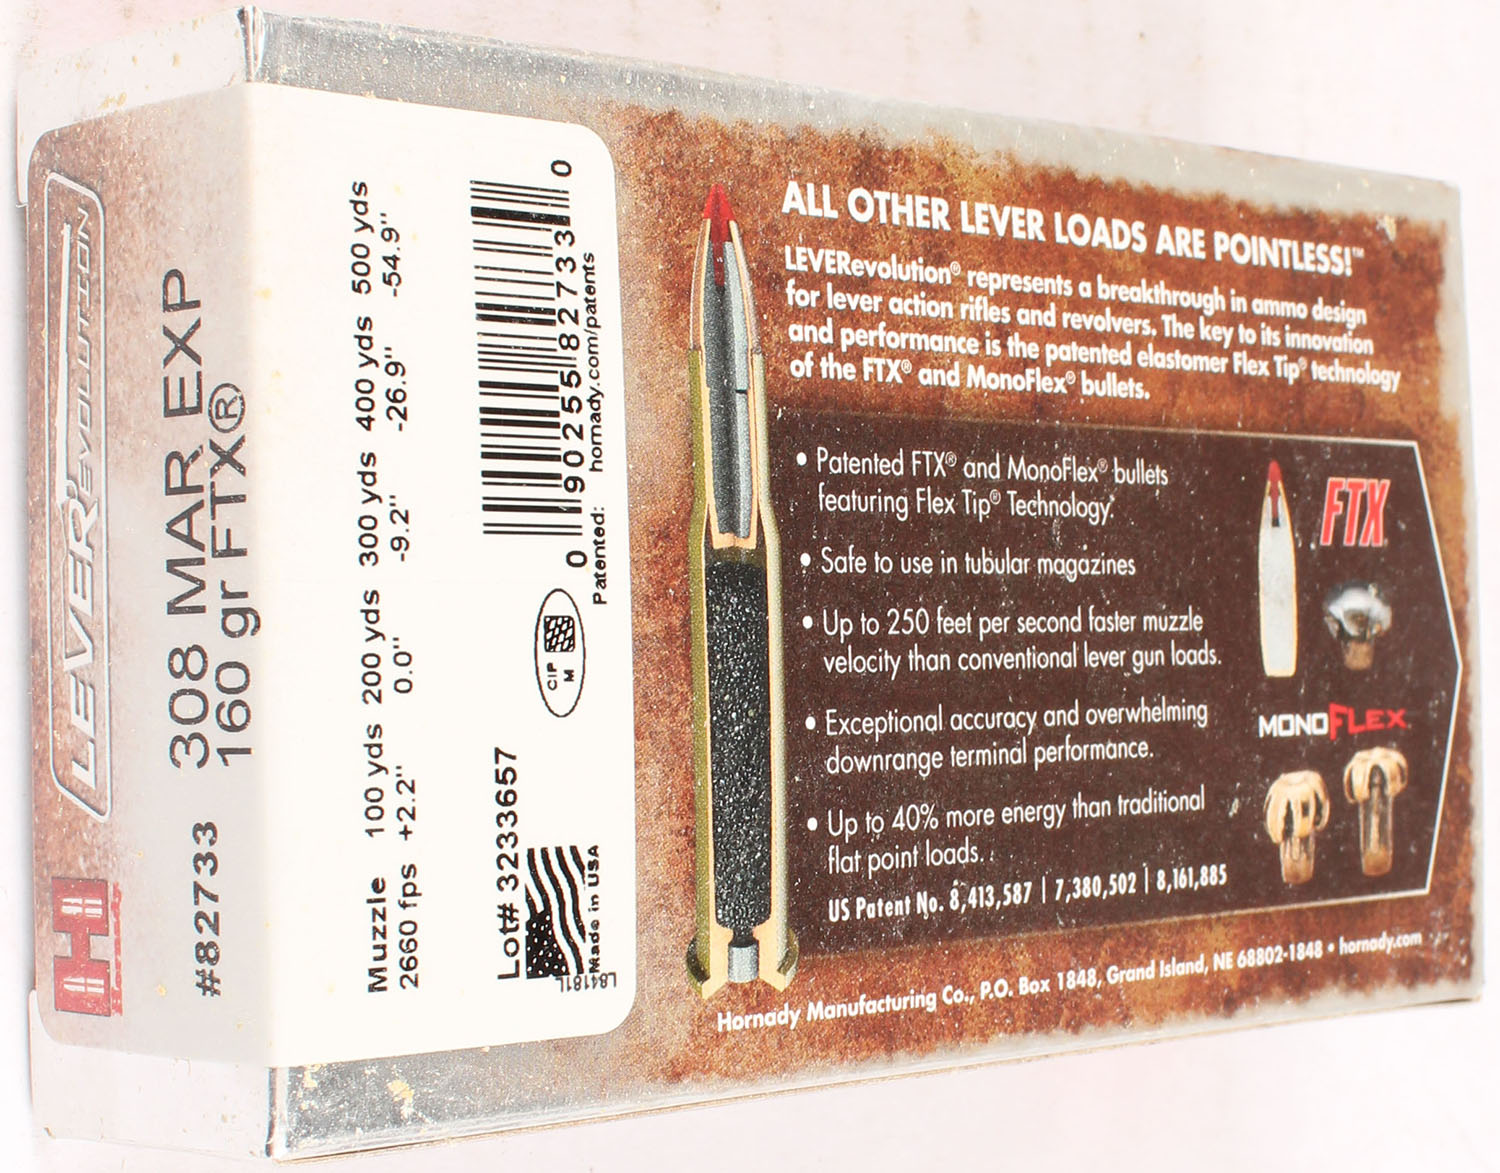 H
LEVERevolution
#82733
308 MAR EXP
160 gr FTX®
Muzzle 100 yds 200 yds 300 yds 400 yds 500 yds
2660 fps +2.2" 0.0" -9.2" -26.9" -54.9"
Lot# 3233657
Made in USA
L84181L
CIP
M
0 90255 82733 0
Patented: hornady.com/patents
ALL OTHER LEVER LOADS ARE POINTLESS!™
LEVERevolution® represents a breakthrough in ammo design
for lever action rifles and revolvers. The key to its innovation
and performance is the patented elastomer Flex Tip® technology
of the FTX® and MonoFlex® bullets.
• Patented FTX® and MonoFlex® bullets
featuring Flex Tip® Technology.
• Safe to use in tubular magazines
• Up to 250 feet per second faster muzzle
velocity than conventional lever gun loads.
• Exceptional accuracy and overwhelming
downrange terminal performance.
• Up to 40% more energy than traditional
flat point loads.
US Patent No. 8,413,587 | 7,380,502 | 8,161,885
FTX
MONOFLEX
Hornady Manufacturing Co., P.O. Box 1848, Grand Island, NE 68802-1848 • hornady.com